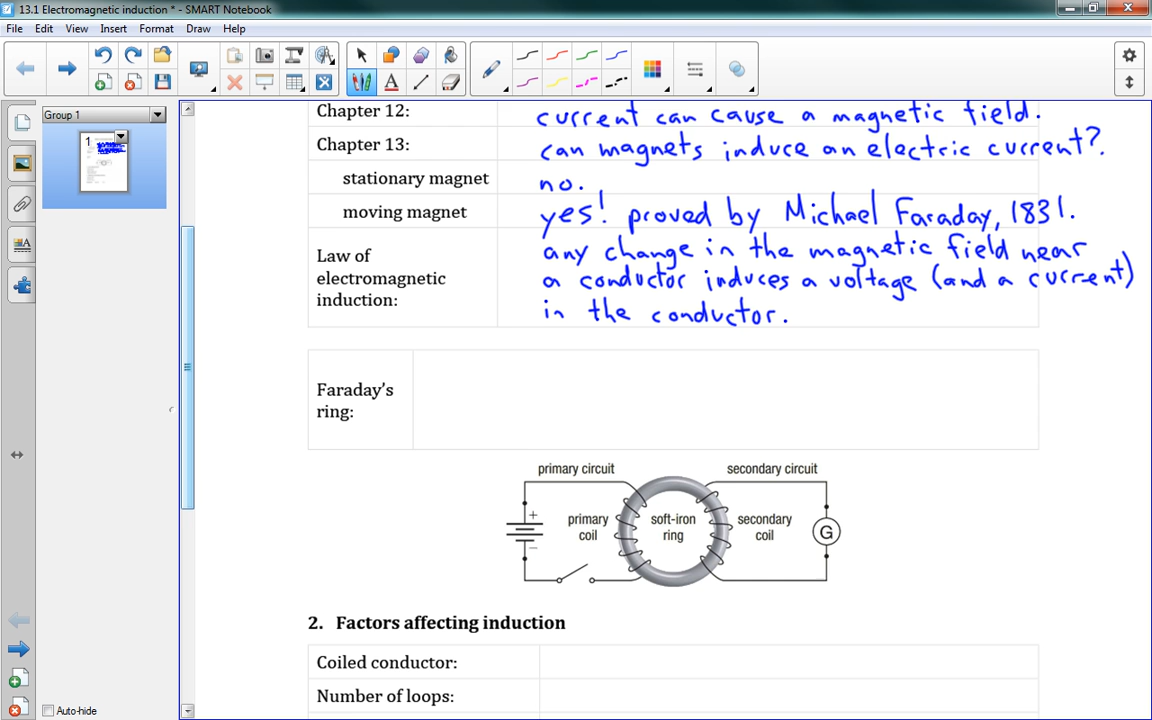 13.1 Electromagnetic induction * - SMART Notebook
File Edit View Insert Format Draw Help
Group 1
1
Chapter 12: current can cause a magnetic field.
Chapter 13: can magnets induce an electric current?
stationary magnet no.
moving magnet yes! proved by Michael Faraday, 1831.
Law of electromagnetic induction: any change in the magnetic field near
a conductor induces a voltage (and a current)
in the conductor.
Faraday's
ring:
primary circuit secondary circuit
+
primary soft-iron secondary
coil ring coil G
−
2. Factors affecting induction
Coiled conductor:
Number of loops:
Auto-hide